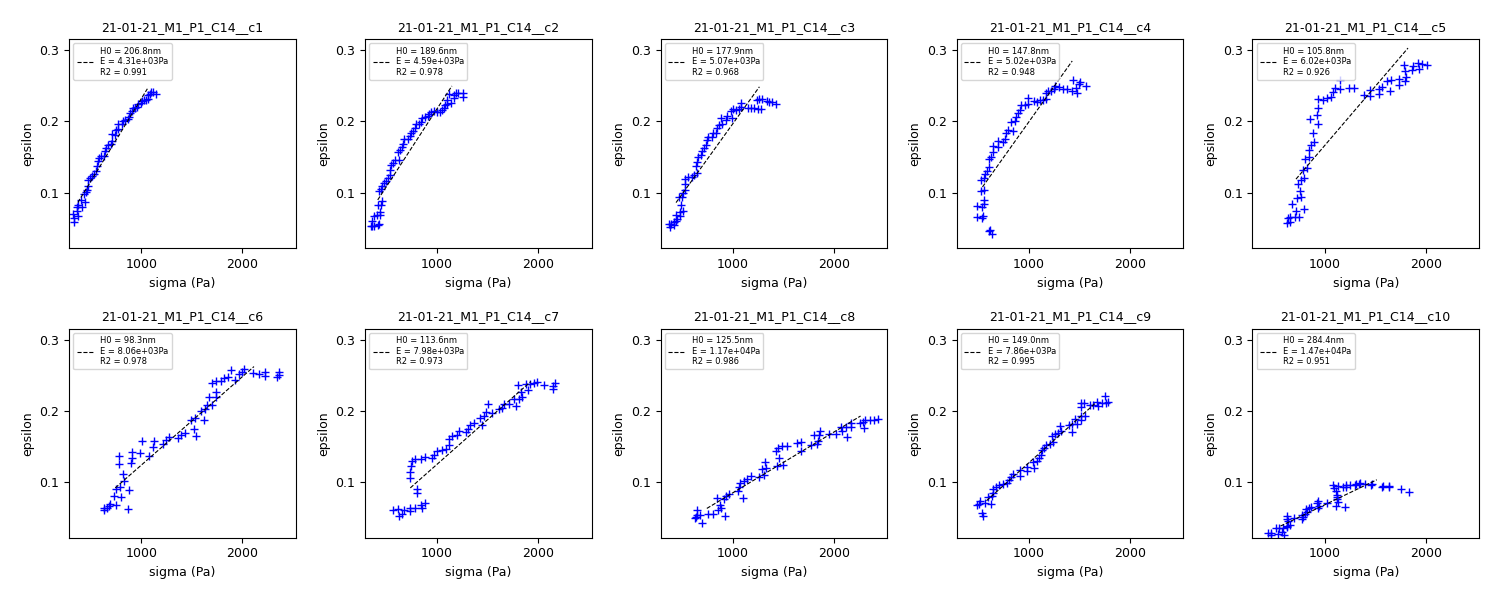 21-01-21_M1_P1_C14__c1
H0 = 206.8nm
E = 4.31e+03Pa
R2 = 0.991
0.3
0.2
0.1
epsilon
1000 2000
sigma (Pa)
21-01-21_M1_P1_C14__c2
H0 = 189.6nm
E = 4.59e+03Pa
R2 = 0.978
0.3
0.2
0.1
epsilon
1000 2000
sigma (Pa)
21-01-21_M1_P1_C14__c3
H0 = 177.9nm
E = 5.07e+03Pa
R2 = 0.968
0.3
0.2
0.1
epsilon
1000 2000
sigma (Pa)
21-01-21_M1_P1_C14__c4
H0 = 147.8nm
E = 5.02e+03Pa
R2 = 0.948
0.3
0.2
0.1
epsilon
1000 2000
sigma (Pa)
21-01-21_M1_P1_C14__c5
H0 = 105.8nm
E = 6.02e+03Pa
R2 = 0.926
0.3
0.2
0.1
epsilon
1000 2000
sigma (Pa)
21-01-21_M1_P1_C14__c6
H0 = 98.3nm
E = 8.06e+03Pa
R2 = 0.978
0.3
0.2
0.1
epsilon
1000 2000
sigma (Pa)
21-01-21_M1_P1_C14__c7
H0 = 113.6nm
E = 7.98e+03Pa
R2 = 0.973
0.3
0.2
0.1
epsilon
1000 2000
sigma (Pa)
21-01-21_M1_P1_C14__c8
H0 = 125.5nm
E = 1.17e+04Pa
R2 = 0.986
0.3
0.2
0.1
epsilon
1000 2000
sigma (Pa)
21-01-21_M1_P1_C14__c9
H0 = 149.0nm
E = 7.86e+03Pa
R2 = 0.995
0.3
0.2
0.1
epsilon
1000 2000
sigma (Pa)
21-01-21_M1_P1_C14__c10
H0 = 284.4nm
E = 1.47e+04Pa
R2 = 0.951
0.3
0.2
0.1
epsilon
1000 2000
sigma (Pa)